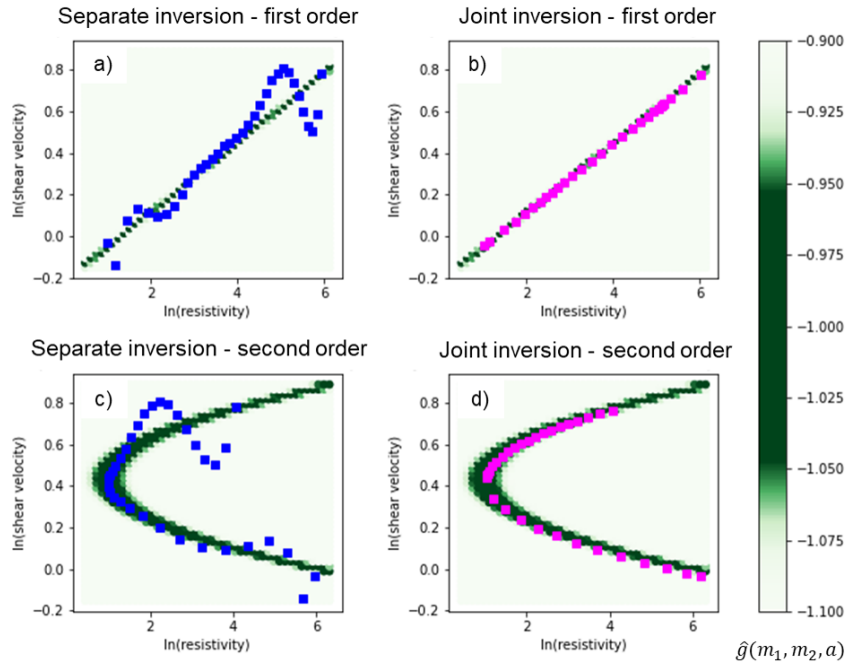 Separate inversion - first order
Joint inversion - first order
a)
b)
0.8
0.6
0.4
0.2
0.0
−0.2
2
4
6
ln(shear velocity)
ln(resistivity)
0.8
0.6
0.4
0.2
0.0
−0.2
2
4
6
ln(shear velocity)
ln(resistivity)
Separate inversion - second order
Joint inversion - second order
c)
d)
0.8
0.6
0.4
0.2
0.0
−0.2
2
4
6
ln(shear velocity)
ln(resistivity)
0.8
0.6
0.4
0.2
0.0
−0.2
2
4
6
ln(shear velocity)
ln(resistivity)
−0.900
−0.925
−0.950
−0.975
−1.000
−1.025
−1.050
−1.075
−1.100
ĝ(m₁, m₂, a)